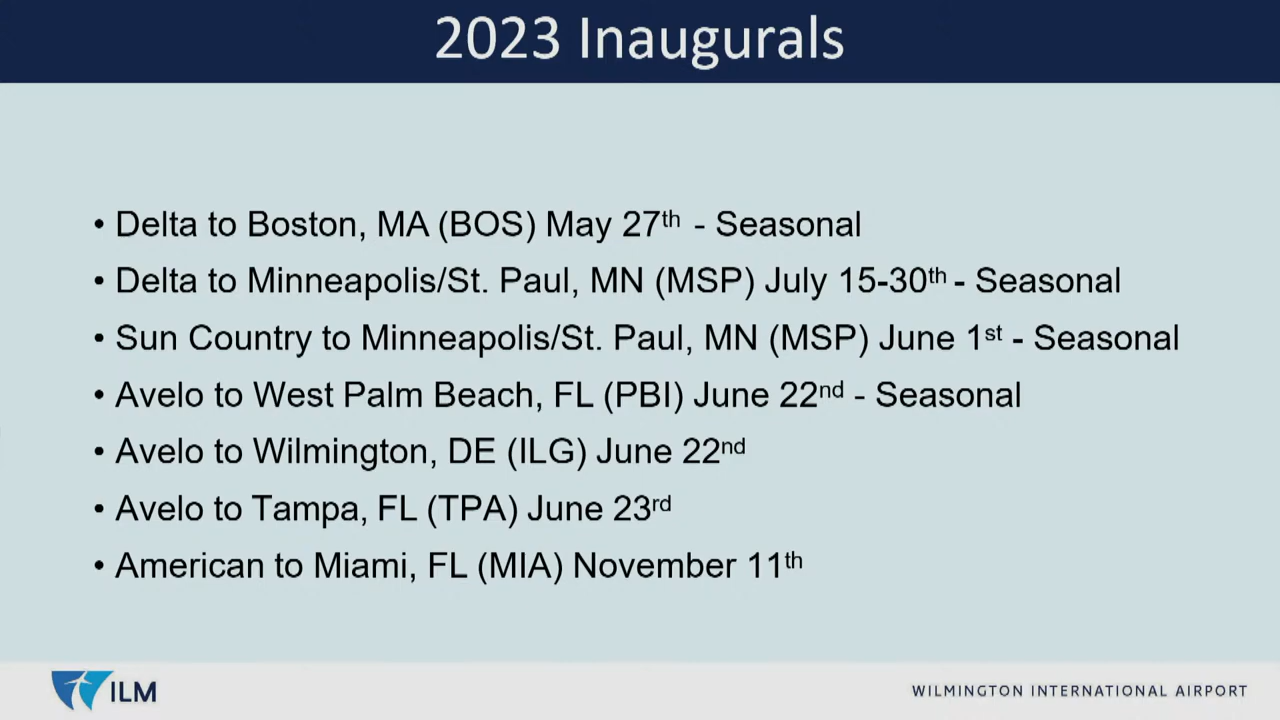 2023 Inaugurals
• Delta to Boston, MA (BOS) May 27th - Seasonal
• Delta to Minneapolis/St. Paul, MN (MSP) July 15-30th - Seasonal
• Sun Country to Minneapolis/St. Paul, MN (MSP) June 1st - Seasonal
• Avelo to West Palm Beach, FL (PBI) June 22nd - Seasonal
• Avelo to Wilmington, DE (ILG) June 22nd
• Avelo to Tampa, FL (TPA) June 23rd
• American to Miami, FL (MIA) November 11th
ILM
WILMINGTON INTERNATIONAL AIRPORT